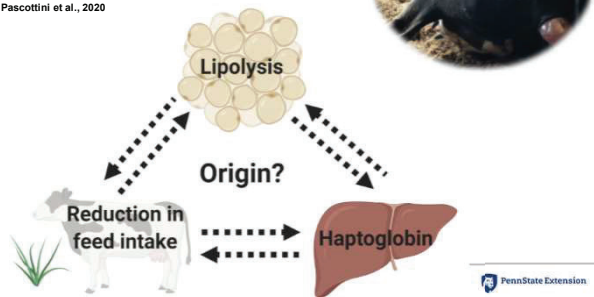 Pascottini et al., 2020
Lipolysis
Origin?
Reduction in
feed intake
Haptoglobin
PennState Extension